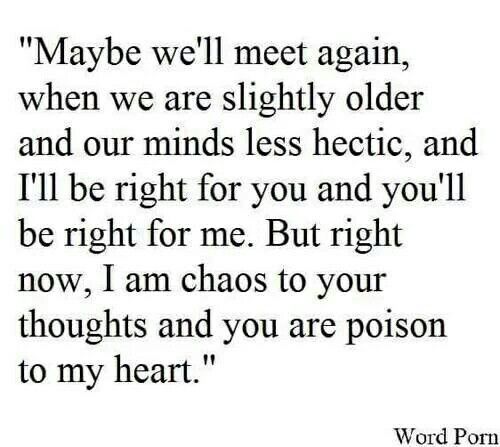 "Maybe we'll meet again,
when we are slightly older
and our minds less hectic, and
I'll be right for you and you'll
be right for me. But right
now, I am chaos to your
thoughts and you are poison
to my heart."
Word Porn